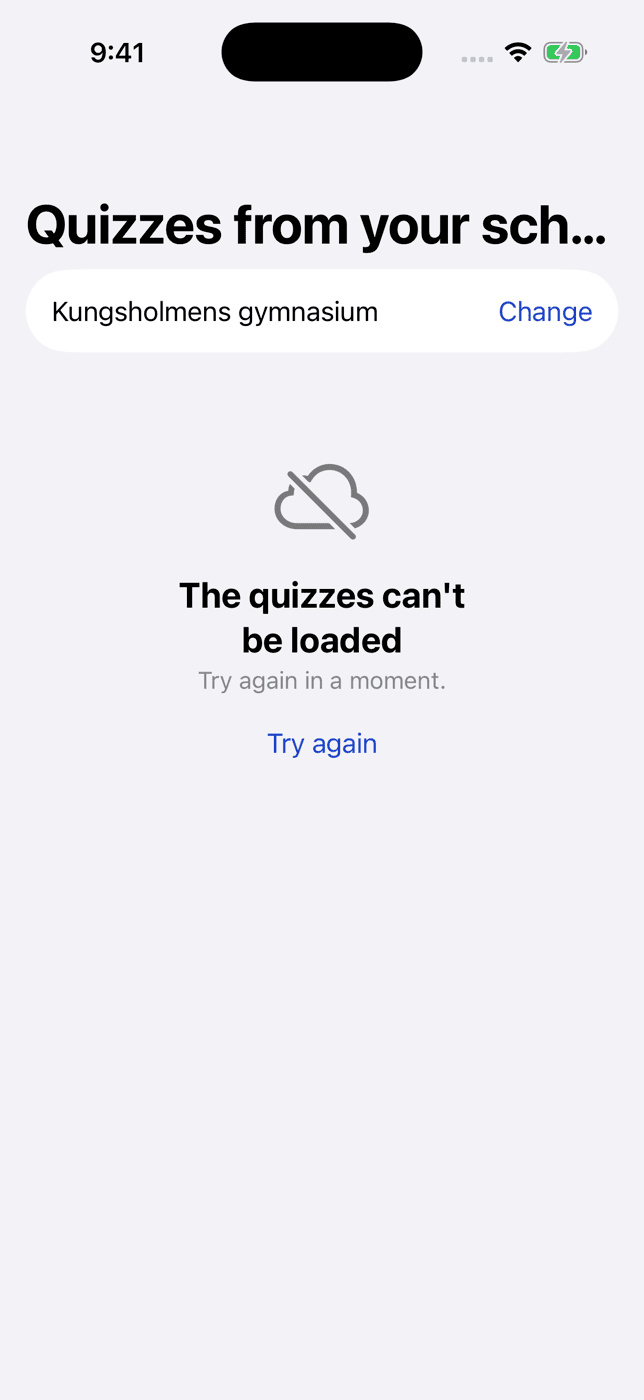 9:41
Quizzes from your sch...
Kungsholmens gymnasium
Change
The quizzes can't
be loaded
Try again in a moment.
Try again